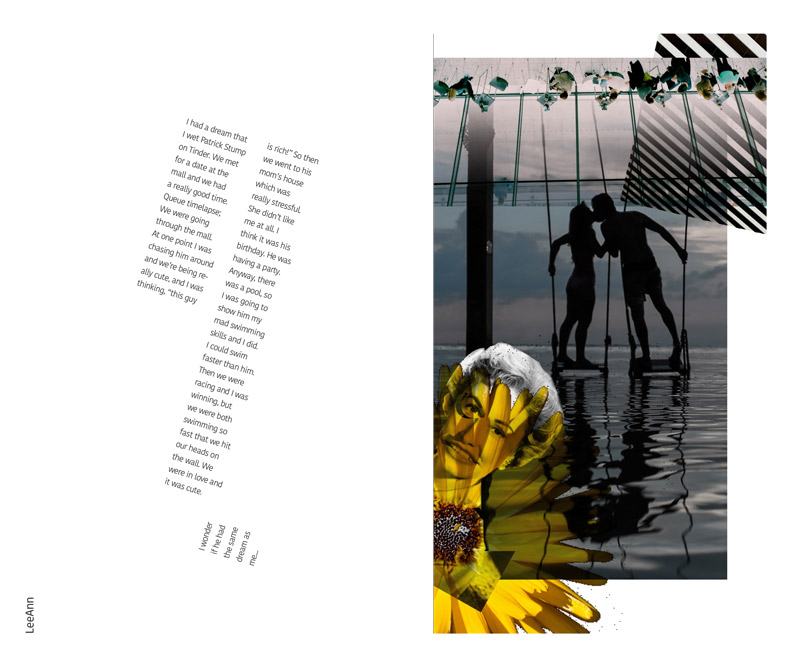 I had a dream that
I wet Patrick Stump
on Tinder. We met
for a date at the
mall and we had
a really good time.
Queue timelapse;
We were going
through the mall.
At one point I was
chasing him around
and we're being re-
ally cute, and I was
thinking, "this guy
is rich!" So then
we went to his
mom's house
which was
really stressful.
She didn't like
me at all. I
think it was his
birthday. He was
having a party.
Anyway, there
was a pool, so
I was going to
show him my
mad swimming
skills and I did.
I could swim
faster than him.
Then we were
racing and I was
winning, but
we were both
swimming so
fast that we hit
our heads on
the wall. We
were in love and
it was cute.
I wonder
if he had
the same
dream as
me...
LeeAnn